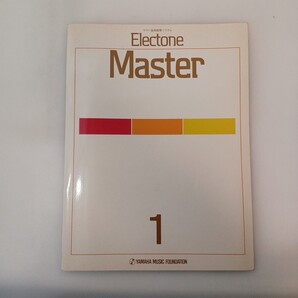 Electone
Master
1
YAMAHA MUSIC FOUNDATION